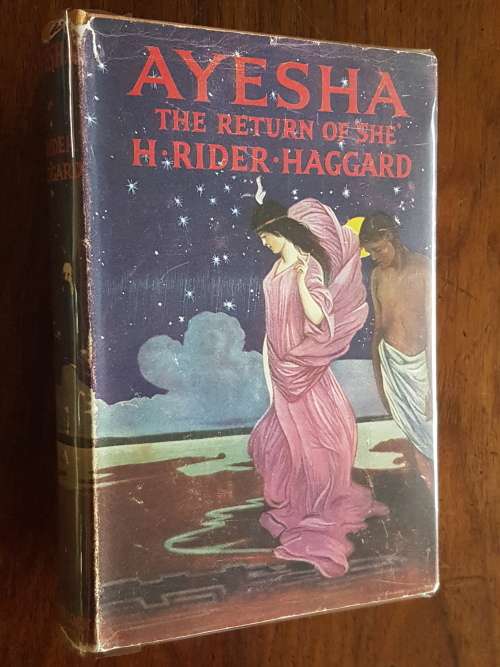 AYESHA
THE RETURN OF 'SHE'
H·RIDER·HAGGARD